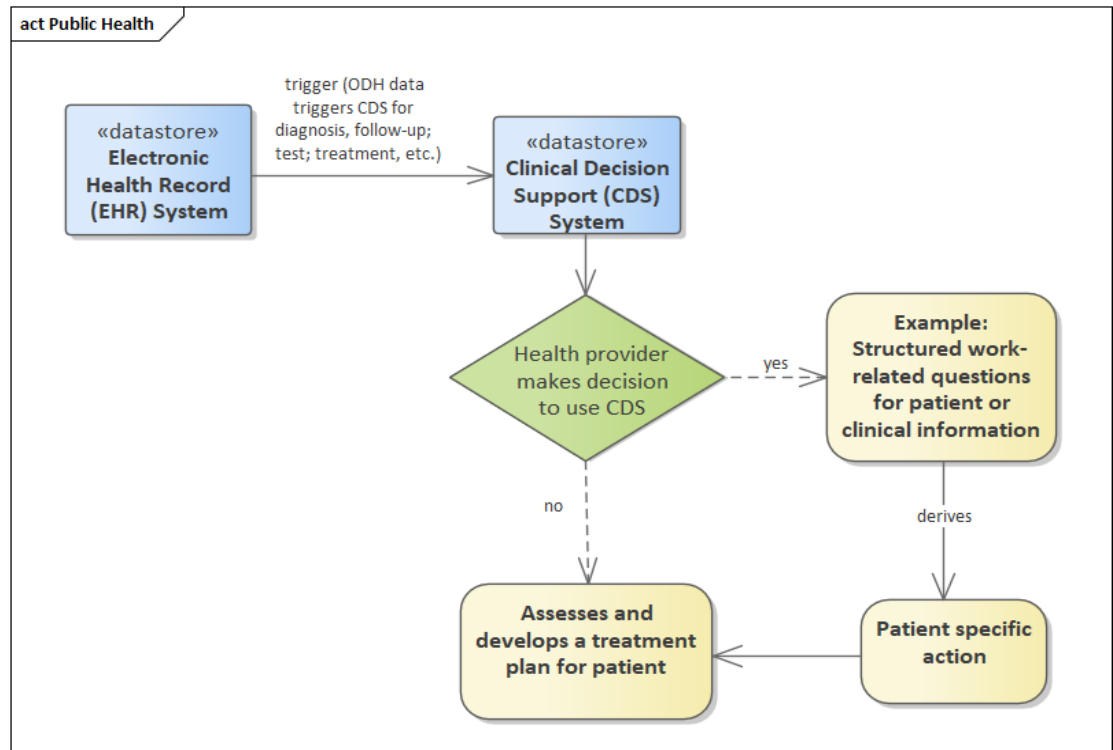 act Public Health
trigger (ODH data
triggers CDS for
diagnosis, follow-up;
test; treatment, etc.)
«datastore»
Electronic
Health Record
(EHR) System
«datastore»
Clinical Decision
Support (CDS)
System
Health provider
makes decision
to use CDS
yes
Example:
Structured work-
related questions
for patient or
clinical information
no
derives
Assesses and
develops a treatment
plan for patient
Patient specific
action